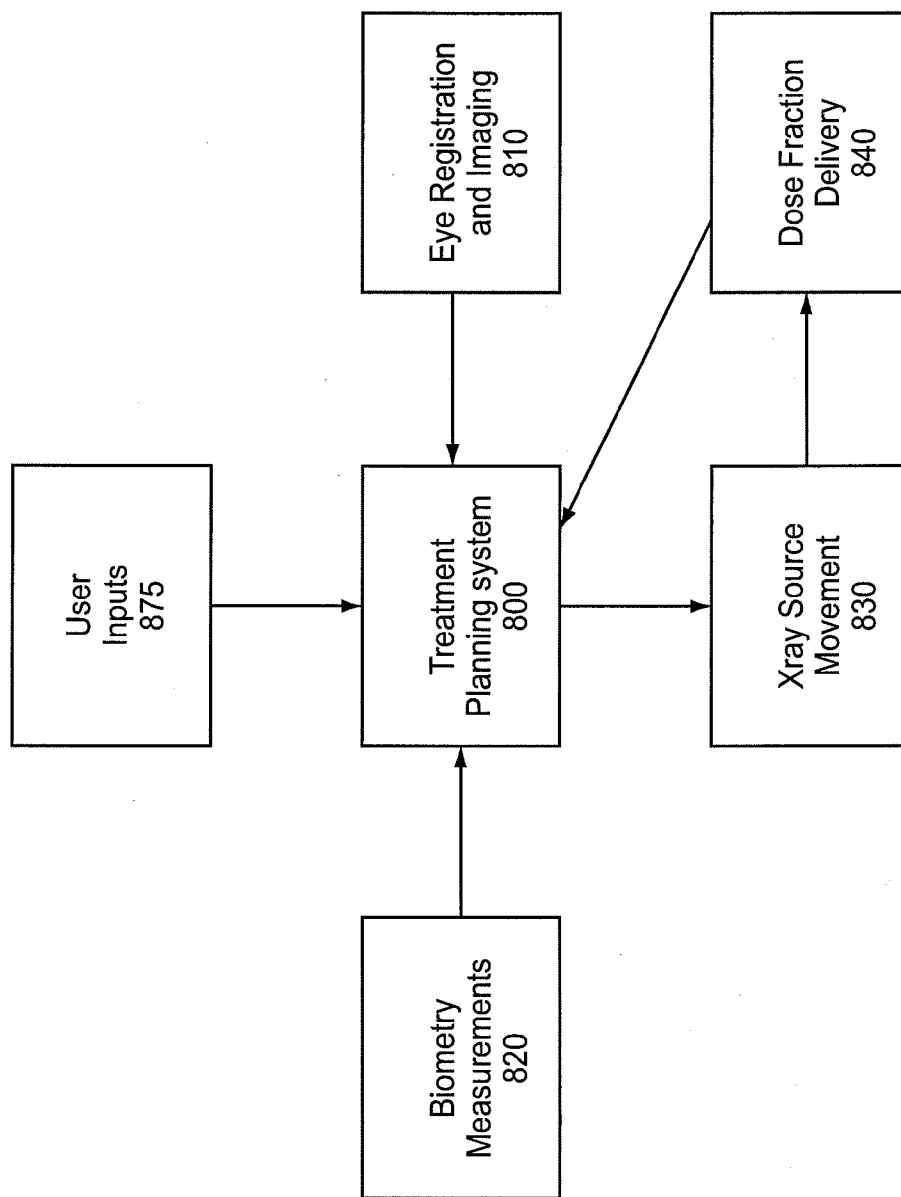 User
Inputs
875
Biometry
Measurements
820
Treatment
Planning system
800
Eye Registration
and Imaging
810
Xray Source
Movement
830
Dose Fraction
Delivery
840